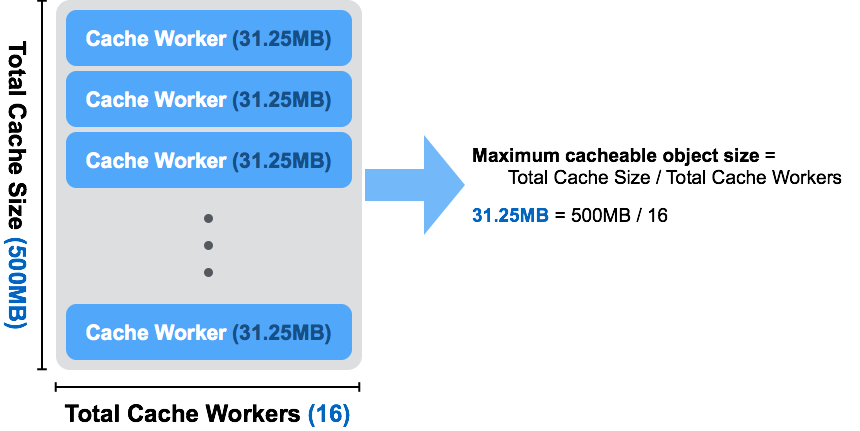 Total Cache Size (500MB)
Cache Worker (31.25MB)
Cache Worker (31.25MB)
Cache Worker (31.25MB)
Cache Worker (31.25MB)
Total Cache Workers (16)
Maximum cacheable object size =
Total Cache Size / Total Cache Workers
31.25MB = 500MB / 16